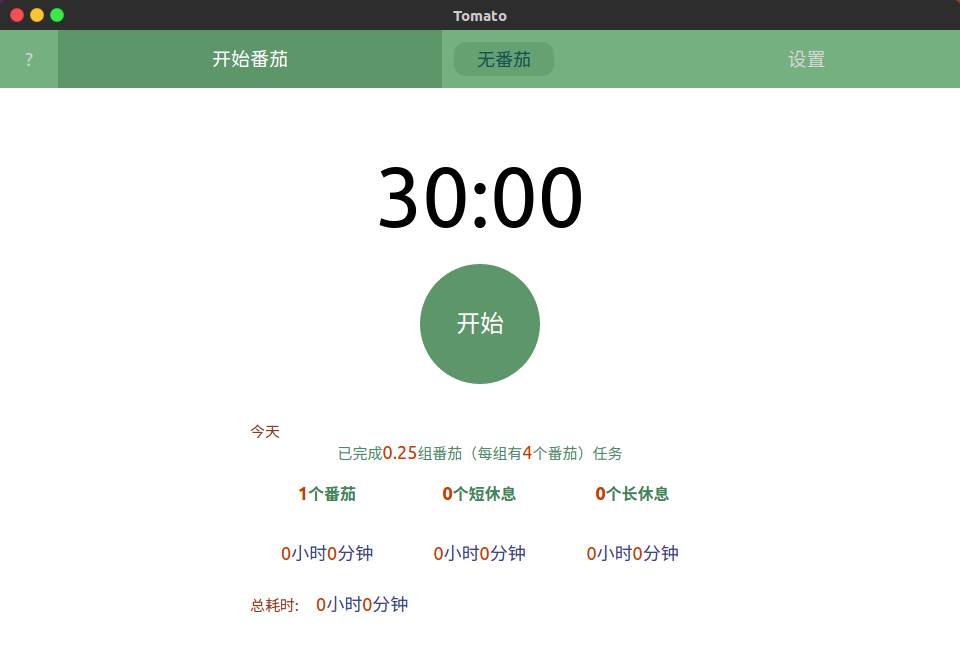 Tomato
? 开始番茄 无番茄 设置
30:00
开始
今天
已完成0.25组番茄（每组有4个番茄）任务
1个番茄 0个短休息 0个长休息
0小时0分钟 0小时0分钟 0小时0分钟
总耗时: 0小时0分钟